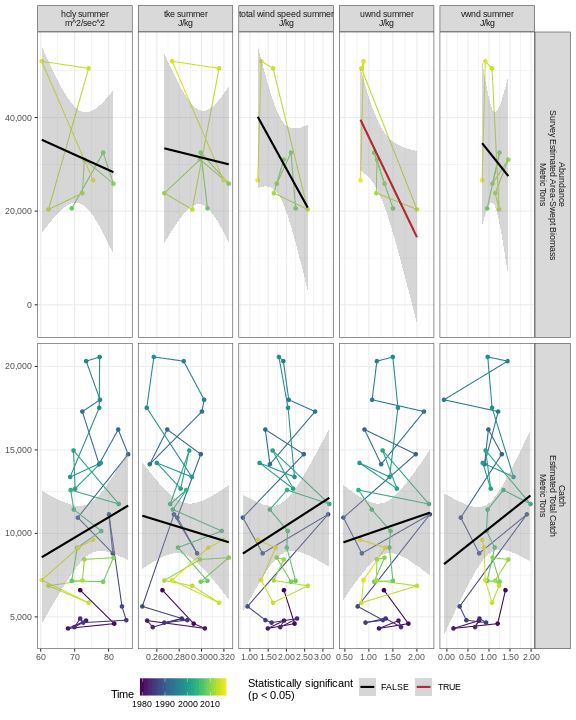 hdly summer
m^2/sec^2
tke summer
J/kg
total wind speed summer
J/kg
uwnd summer
J/kg
vwnd summer
J/kg
40,000
20,000
0
Abundance
Survey Estimated Area-Swept Biomass
Metric Tons
20,000
15,000
10,000
5,000
Catch
Estimated Total Catch
Metric Tons
60 70 80
0.260 0.280 0.300 0.320
1.00 1.50 2.00 2.50 3.00
0.50 1.00 1.50 2.00
0.00 0.50 1.00 1.50 2.00
Time
1980 1990 2000 2010
Statistically significant
(p < 0.05)
FALSE
TRUE